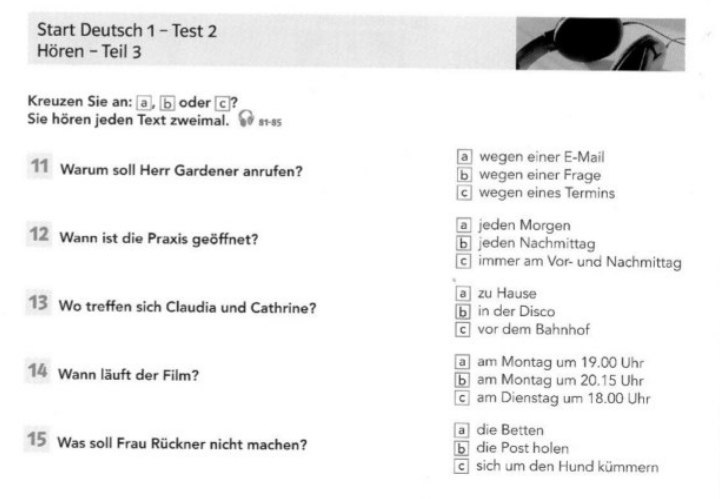 Start Deutsch 1 – Test 2
Hören – Teil 3
Kreuzen Sie an: a, b oder c?
Sie hören jeden Text zweimal. 81-85
11 Warum soll Herr Gardener anrufen?
a wegen einer E-Mail
b wegen einer Frage
c wegen eines Termins
12 Wann ist die Praxis geöffnet?
a jeden Morgen
b jeden Nachmittag
c immer am Vor- und Nachmittag
13 Wo treffen sich Claudia und Cathrine?
a zu Hause
b in der Disco
c vor dem Bahnhof
14 Wann läuft der Film?
a am Montag um 19.00 Uhr
b am Montag um 20.15 Uhr
c am Dienstag um 18.00 Uhr
15 Was soll Frau Rückner nicht machen?
a die Betten
b die Post holen
c sich um den Hund kümmern